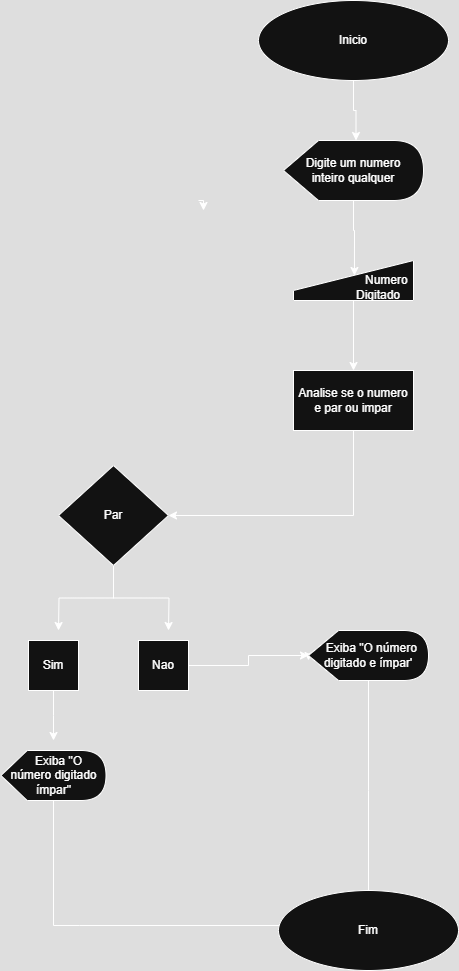 Inicio
Digite um numero
inteiro qualquer
Numero
Digitado
Analise se o numero
e par ou impar
Par
Sim
Nao
Exiba "O número
digitado e ímpar'
Exiba "O
número digitado
ímpar"
Fim